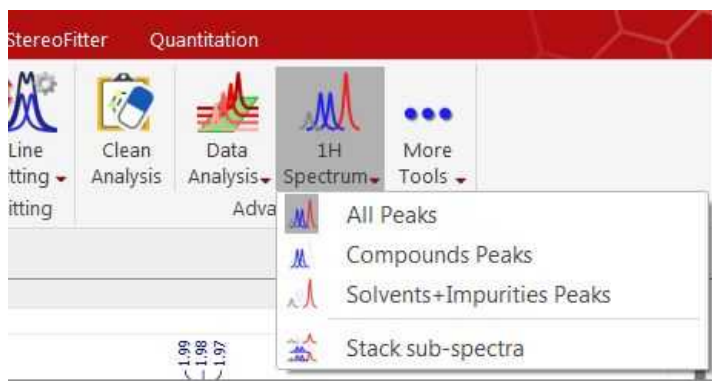 StereoFitter Quantitation
Line Clean Data 1H More
tting Analysis Analysis Spectrum Tools
itting Adva
All Peaks
Compounds Peaks
Solvents+Impurities Peaks
Stack sub-spectra
1.99
1.98
1.97